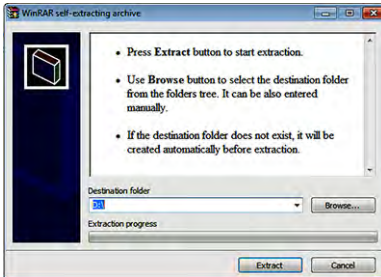 WinRAR self-extracting archive
• Press Extract button to start extraction.
• Use Browse button to select the destination folder
from the folders tree. It can be also entered
manually.
• If the destination folder does not exist, it will be
created automatically before extraction.
Destination folder
D:\
Browse...
Extraction progress
Extract
Cancel